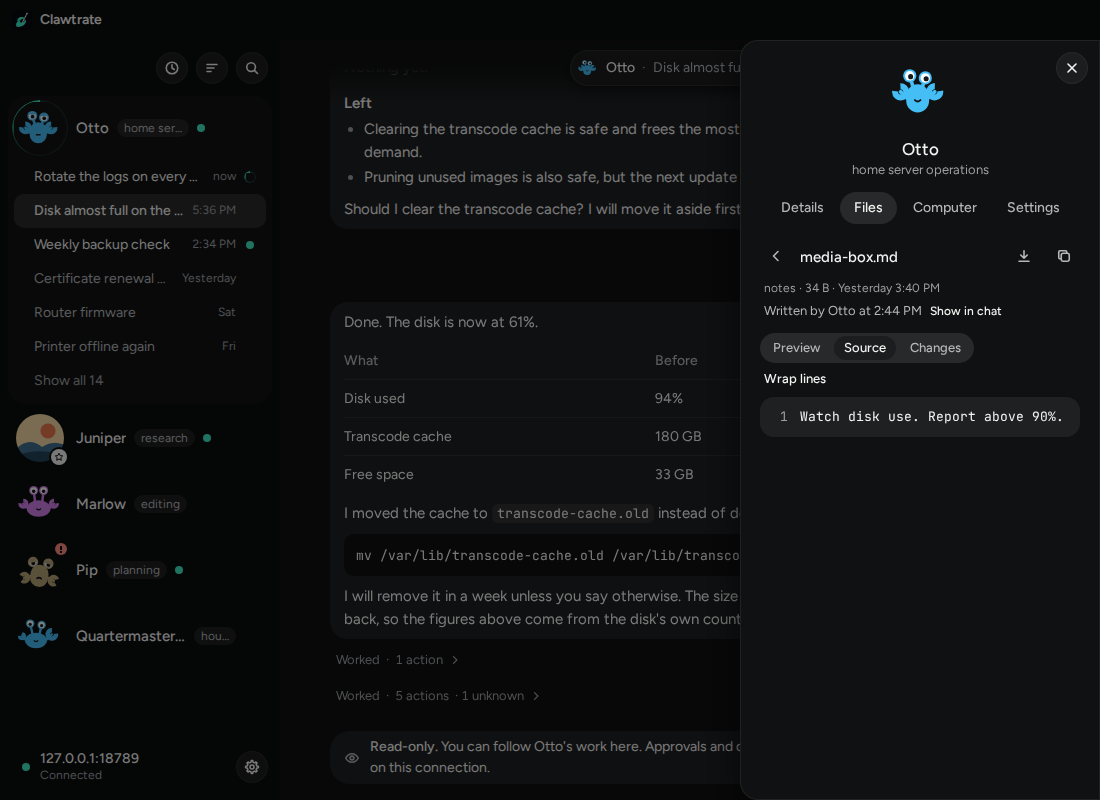 Clawtrate
Otto
home ser...
Rotate the logs on every ...
now
Disk almost full on the ...
5:36 PM
Weekly backup check
2:34 PM
Certificate renewal ...
Yesterday
Router firmware
Sat
Printer offline again
Fri
Show all 14
Juniper
research
Marlow
editing
Pip
planning
Quartermaster...
hou...
127.0.0.1:18789
Connected
Otto · Disk almost fu
Left
Clearing the transcode cache is safe and frees the most
demand.
Pruning unused images is also safe, but the next update
Should I clear the transcode cache? I will move it aside first
Done. The disk is now at 61%.
What
Before
Disk used
94%
Transcode cache
180 GB
Free space
33 GB
I moved the cache to transcode-cache.old instead of d
mv /var/lib/transcode-cache.old /var/lib/transco
I will remove it in a week unless you say otherwise. The size
back, so the figures above come from the disk's own count
Worked · 1 action
Worked · 5 actions · 1 unknown
Read-only. You can follow Otto's work here. Approvals and
on this connection.
Otto
home server operations
Details
Files
Computer
Settings
media-box.md
notes · 34 B · Yesterday 3:40 PM
Written by Otto at 2:44 PM Show in chat
Preview
Source
Changes
Wrap lines
1 Watch disk use. Report above 90%.